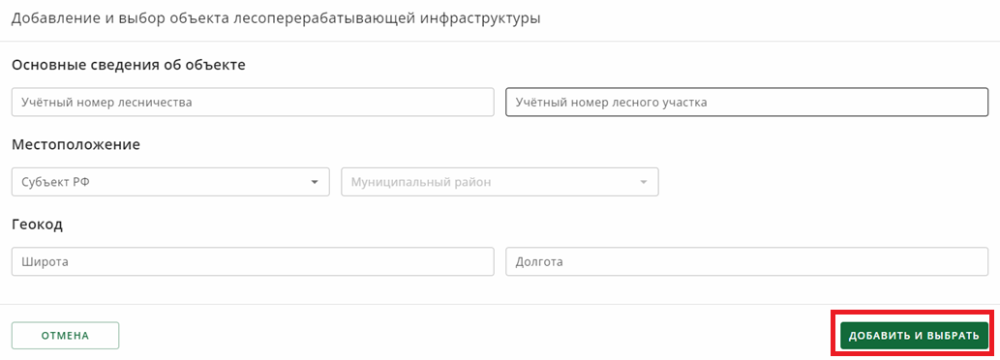 Добавление и выбор объекта лесоперерабатывающей инфраструктуры
Основные сведения об объекте
Учётный номер лесничества
Учётный номер лесного участка
Местоположение
Субъект РФ
Муниципальный район
Геокод
Широта
Долгота
ОТМЕНА
ДОБАВИТЬ И ВЫБРАТЬ